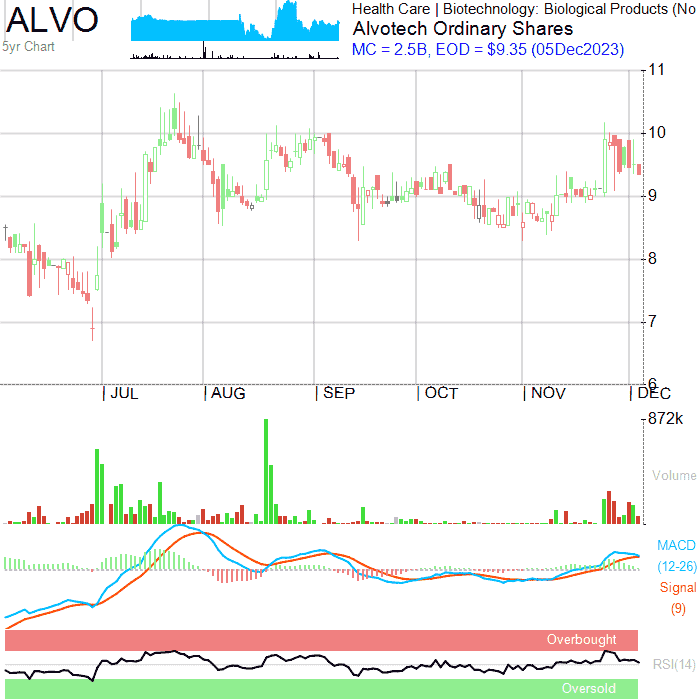 ALVO
5yr Chart
Health Care | Biotechnology: Biological Products (No
Alvotech Ordinary Shares
MC = 2.5B, EOD = $9.35 (05Dec2023)
11
10
9
8
7
6
JUL AUG SEP OCT NOV DEC
872k
Volume
MACD
(12-26)
Signal
(9)
Overbought
RSI(14)
Oversold